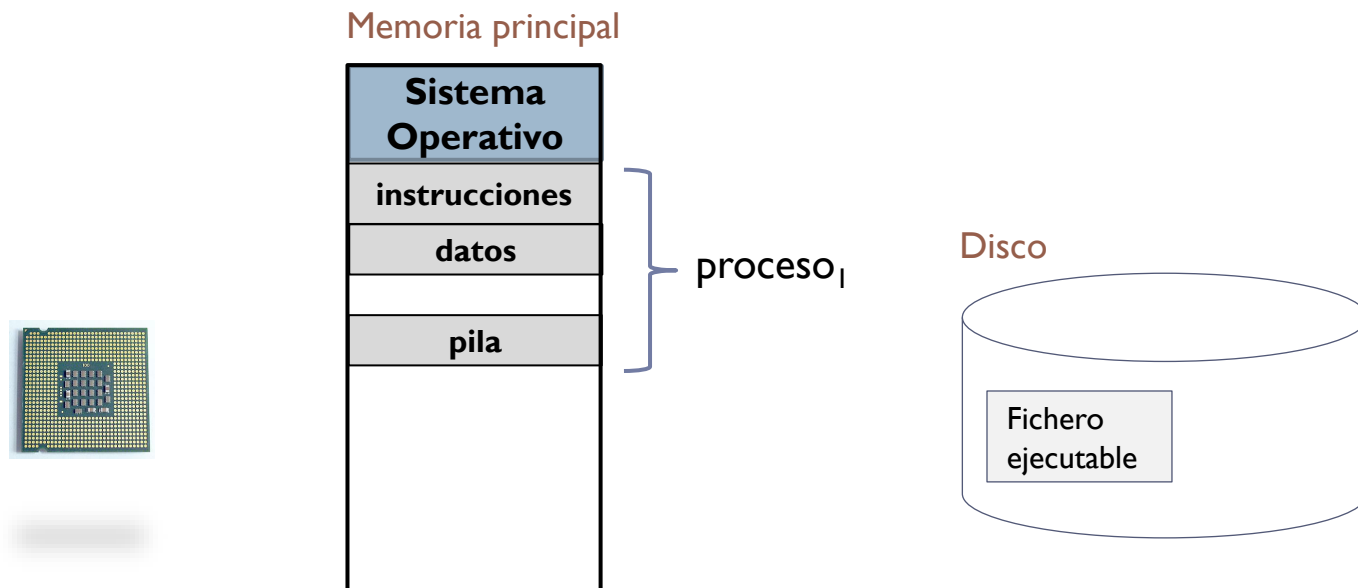 Memoria principal
Sistema
Operativo
instrucciones
datos
pila
proceso₁
Disco
Fichero
ejecutable